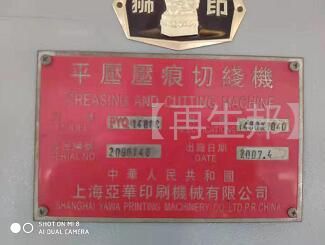 狮印
平壓壓痕切綫機
CREASING AND CUTTING MACHINE
MODEL PYQ
SERIAL NO
出廠日期
DATE 2007.4
中華人民共和國
上海亞華印刷機械有限公司
SHANGHAI YAWA PRINTING MACHINERY CO LTD P.R.CHINA
【再生邦】
SHOT ON MI 8
AI DUAL CAMERA